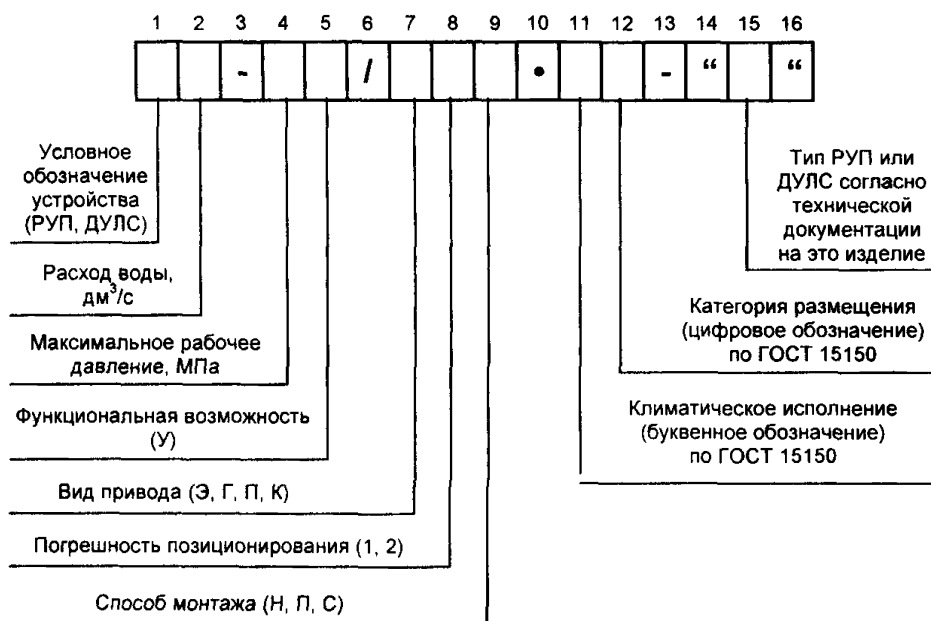 1 2 3 4 5 6 7 8 9 10 11 12 13 14 15 16
- / • - “ “
Условное
обозначение
устройства
(РУП, ДУЛС)
Расход воды,
дм³/с
Максимальное рабочее
давление, МПа
Функциональная возможность
(У)
Вид привода (Э, Г, П, К)
Погрешность позиционирования (1, 2)
Способ монтажа (Н, П, С)
Тип РУП или
ДУЛС согласно
технической
документации
на это изделие
Категория размещения
(цифровое обозначение)
по ГОСТ 15150
Климатическое исполнение
(буквенное обозначение)
по ГОСТ 15150